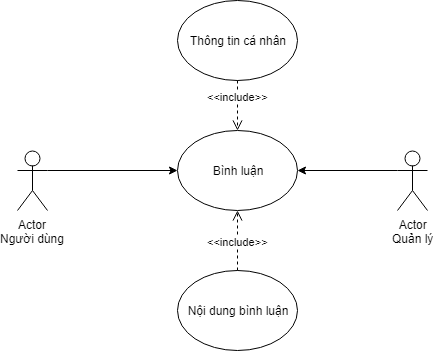 Thông tin cá nhân
<<include>>
Bình luận
Actor
Người dùng
Actor
Quản lý
<<include>>
Nội dung bình luận